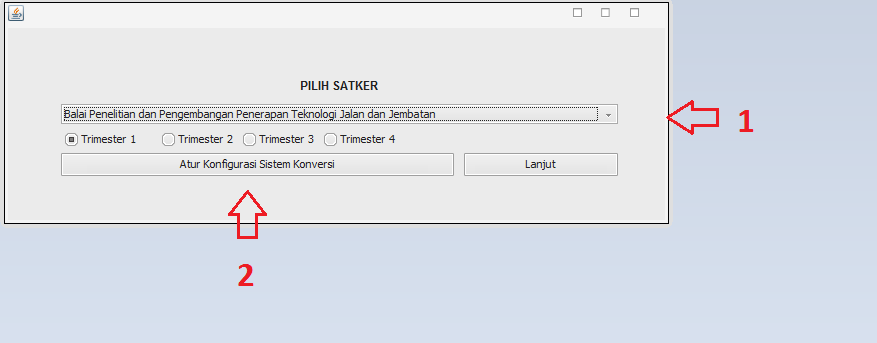 PILIH SATKER
Balai Penelitian dan Pengembangan Penerapan Teknologi Jalan dan Jembatan
1
Trimester 1 Trimester 2 Trimester 3 Trimester 4
Atur Konfigurasi Sistem Konversi Lanjut
2